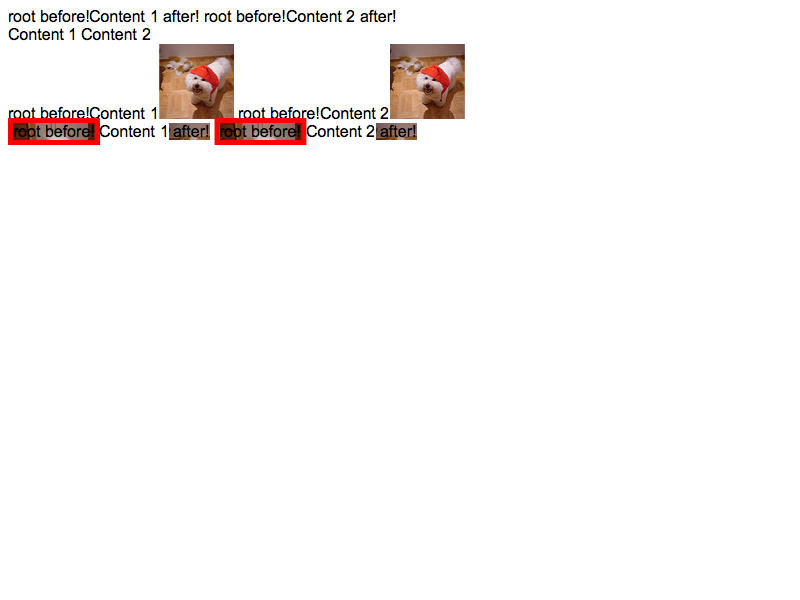 root before!Content 1 after! root before!Content 2 after!
Content 1 Content 2
root before!Content 1 root before!Content 2
root before! Content 1 after! root before! Content 2 after!